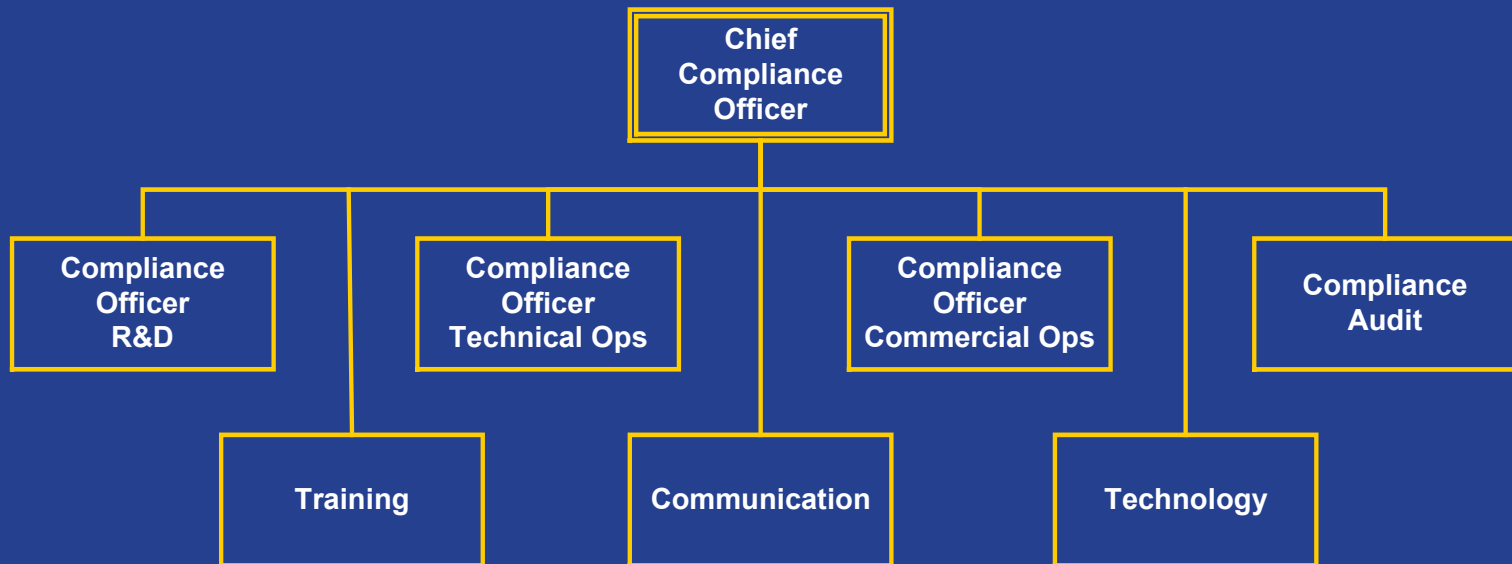 Chief
Compliance
Officer
Compliance
Officer
R&D
Compliance
Officer
Technical Ops
Compliance
Officer
Commercial Ops
Compliance
Audit
Training
Communication
Technology